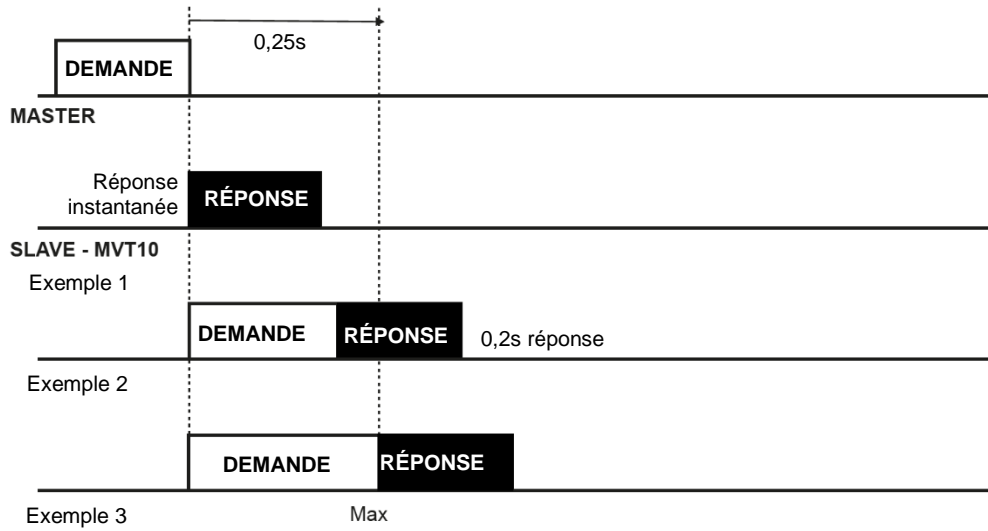 0,25s
DEMANDE
MASTER
Réponse
instantanée
RÉPONSE
SLAVE - MVT10
Exemple 1
DEMANDE
RÉPONSE
0,2s réponse
Exemple 2
DEMANDE
RÉPONSE
Exemple 3
Max